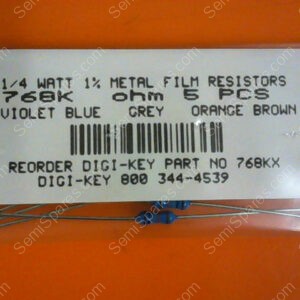 1/4 WATT 1% METAL FILM RESISTORS
768K ohm 5 PCS
VIOLET BLUE GREY ORANGE BROWN
REORDER DIGI-KEY PART NO 768KX
DIGI-KEY 800 344-4539